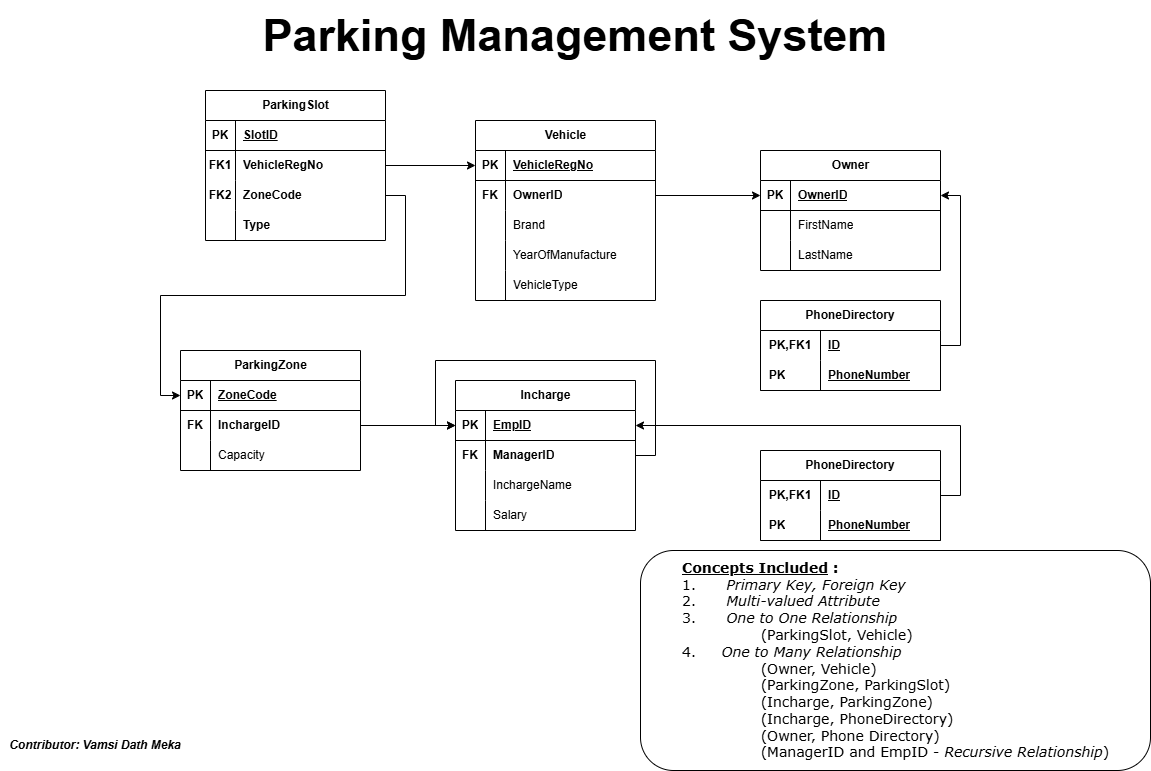 Parking Management System
ParkingSlot
PK SlotID
FK1 VehicleRegNo
FK2 ZoneCode
Type
Vehicle
PK VehicleRegNo
FK OwnerID
Brand
YearOfManufacture
VehicleType
Owner
PK OwnerID
FirstName
LastName
PhoneDirectory
PK,FK1 ID
PK PhoneNumber
ParkingZone
PK ZoneCode
FK InchargeID
Capacity
Incharge
PK EmpID
FK ManagerID
InchargeName
Salary
PhoneDirectory
PK,FK1 ID
PK PhoneNumber
Concepts Included :
1. Primary Key, Foreign Key
2. Multi-valued Attribute
3. One to One Relationship
(ParkingSlot, Vehicle)
4. One to Many Relationship
(Owner, Vehicle)
(ParkingZone, ParkingSlot)
(Incharge, ParkingZone)
(Incharge, PhoneDirectory)
(Owner, Phone Directory)
(ManagerID and EmpID - Recursive Relationship)
Contributor: Vamsi Dath Meka